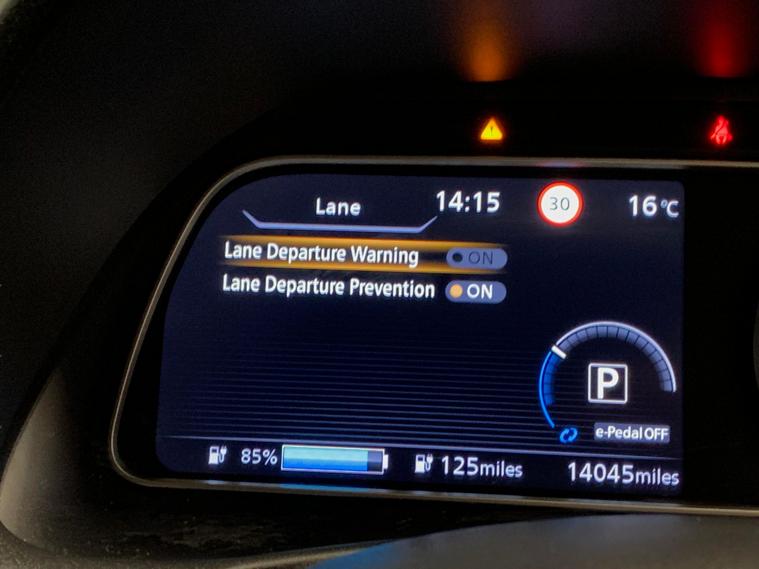 Lane 14:15 30 16°C
Lane Departure Warning ON
Lane Departure Prevention ON
P
e-Pedal OFF
85% 125miles 14045miles